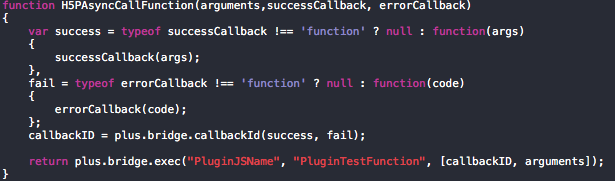 function H5PAsyncCallFunction(arguments,successCallback, errorCallback)
{
var success = typeof successCallback !== 'function' ? null : function(args)
{
successCallback(args);
},
fail = typeof errorCallback !== 'function' ? null : function(code)
{
errorCallback(code);
};
callbackID = plus.bridge.callbackId(success, fail);
return plus.bridge.exec("PluginJSName", "PluginTestFunction", [callbackID, arguments]);
}